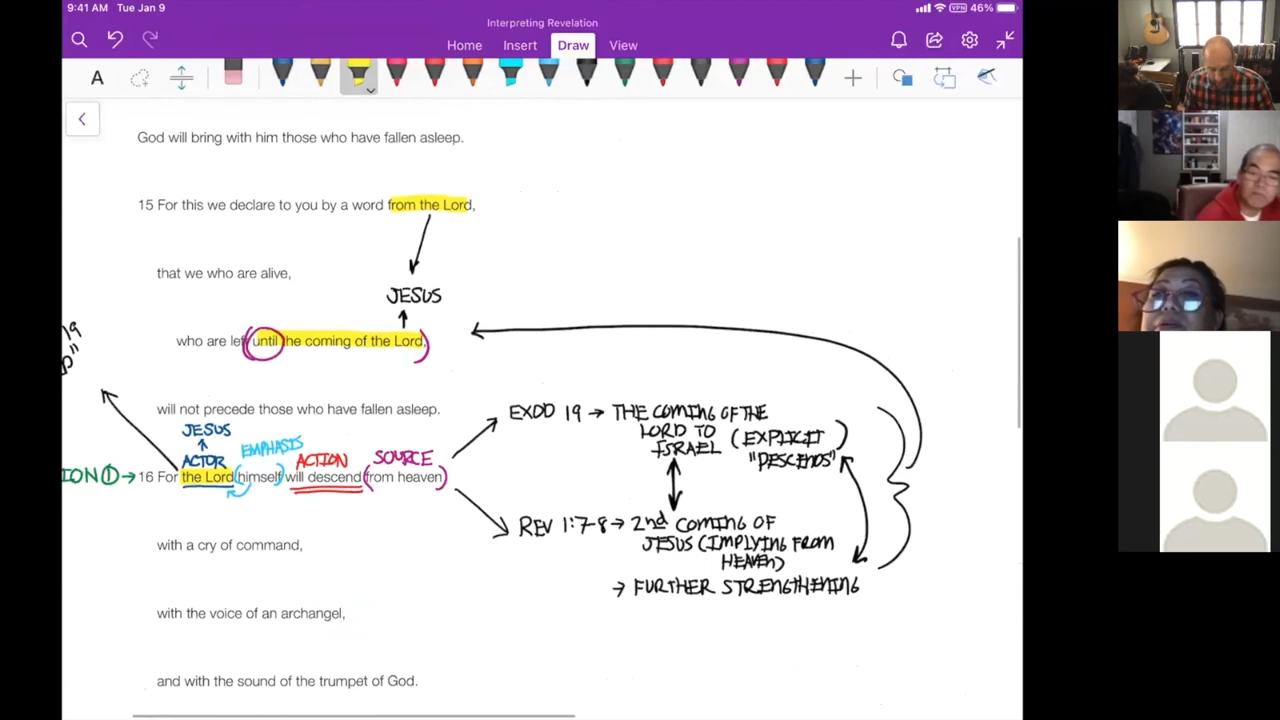 9:41 AM Tue Jan 9
VPN 46%
Interpreting Revelation
Home Insert Draw View
A
God will bring with him those who have fallen asleep.
15 For this we declare to you by a word from the Lord,
that we who are alive,
JESUS
who are left until the coming of the Lord,
19
D"
will not precede those who have fallen asleep.
EXOD 19 → THE COMING OF THE
LORD TO
ISRAEL (EXPLICIT
"DESCENDS")
JESUS
ACTOR
EMPHASIS
ACTION
SOURCE
ION ① → 16 For the Lord (himself) will descend (from heaven)
REV 1:7-8 → 2nd COMING OF
JESUS (IMPLYING FROM
HEAVEN)
→ FURTHER STRENGTHENING
with a cry of command,
with the voice of an archangel,
and with the sound of the trumpet of God.